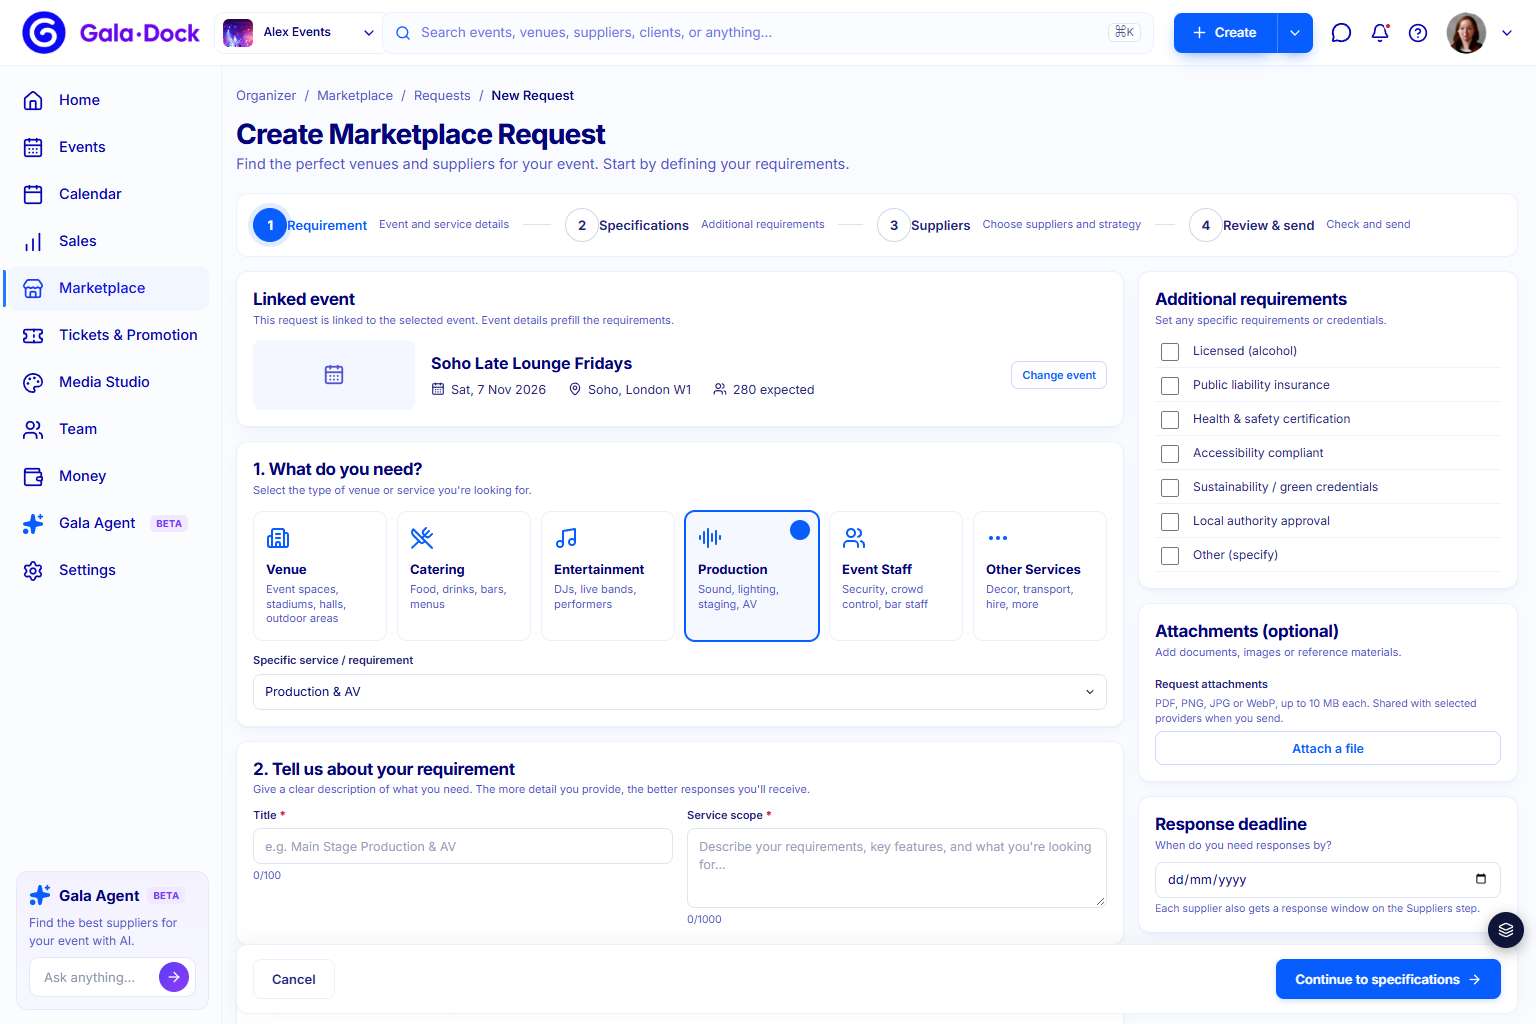 Gala·Dock
Alex Events
Search events, venues, suppliers, clients, or anything...
⌘K
Create
Home
Events
Calendar
Sales
Marketplace
Tickets & Promotion
Media Studio
Team
Money
Gala Agent BETA
Settings
Gala Agent BETA
Find the best suppliers for
your event with AI.
Ask anything...
Organizer / Marketplace / Requests / New Request
Create Marketplace Request
Find the perfect venues and suppliers for your event. Start by defining your requirements.
1 Requirement Event and service details
2 Specifications Additional requirements
3 Suppliers Choose suppliers and strategy
4 Review & send Check and send
Linked event
This request is linked to the selected event. Event details prefill the requirements.
Soho Late Lounge Fridays
Sat, 7 Nov 2026 Soho, London W1 280 expected
Change event
1. What do you need?
Select the type of venue or service you're looking for.
Venue
Event spaces,
stadiums, halls,
outdoor areas
Catering
Food, drinks, bars,
menus
Entertainment
DJs, live bands,
performers
Production
Sound, lighting,
staging, AV
Event Staff
Security, crowd
control, bar staff
Other Services
Decor, transport,
hire, more
Specific service / requirement
Production & AV
2. Tell us about your requirement
Give a clear description of what you need. The more detail you provide, the better responses you'll receive.
Title *
e.g. Main Stage Production & AV
0/100
Service scope *
Describe your requirements, key features, and what you're looking
for...
0/1000
Additional requirements
Set any specific requirements or credentials.
Licensed (alcohol)
Public liability insurance
Health & safety certification
Accessibility compliant
Sustainability / green credentials
Local authority approval
Other (specify)
Attachments (optional)
Add documents, images or reference materials.
Request attachments
PDF, PNG, JPG or WebP, up to 10 MB each. Shared with selected
providers when you send.
Attach a file
Response deadline
When do you need responses by?
dd/mm/yyyy
Each supplier also gets a response window on the Suppliers step.
Cancel
Continue to specifications